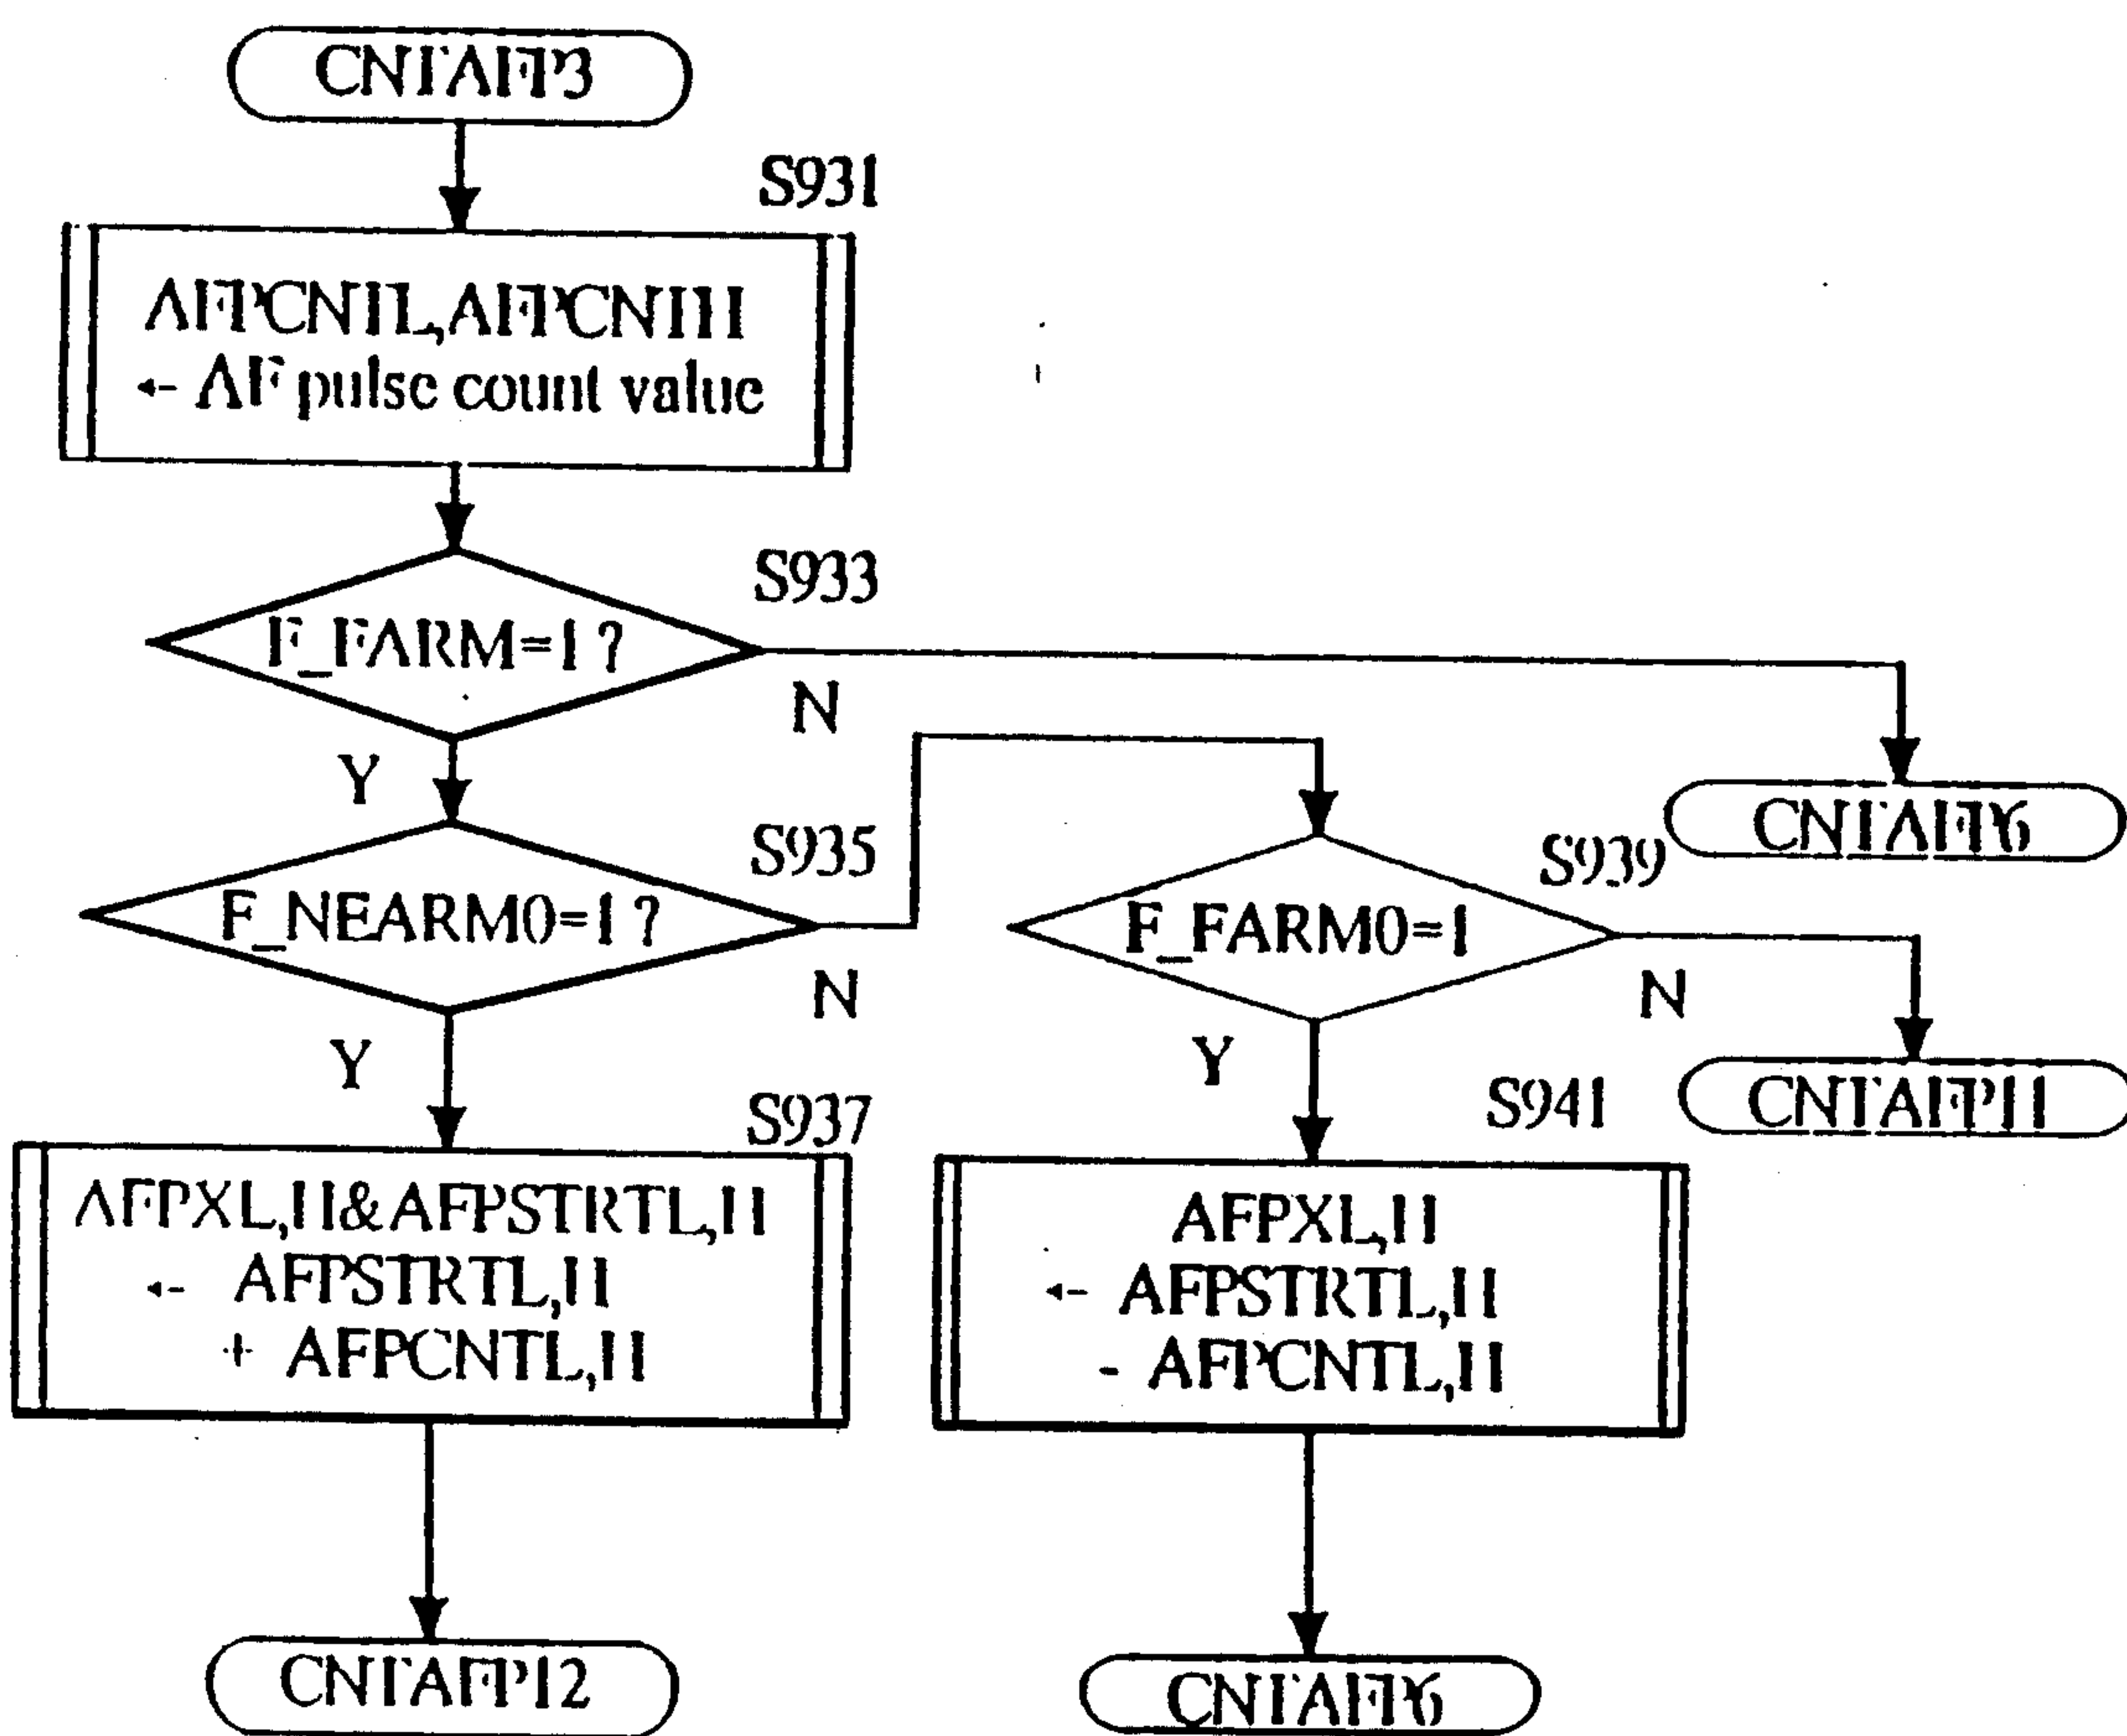 CNTAFP3
S931
AFPCNTL,AFPCNTH
← AF pulse count value
S933
F_FARM=1 ?
N
Y
CNTAFP6
S935
F_NEARM0=1 ?
N
Y
S939
F_FARM0=1
N
Y
CNTAFP11
S937
AFPXL,H&AFPSTRTL,H
← AFPSTRTL,H
+ AFPCNTL,H
S941
AFPXL,H
← AFPSTRTL,H
- AFPCNTL,H
CNTAFP12
CNTAFP6